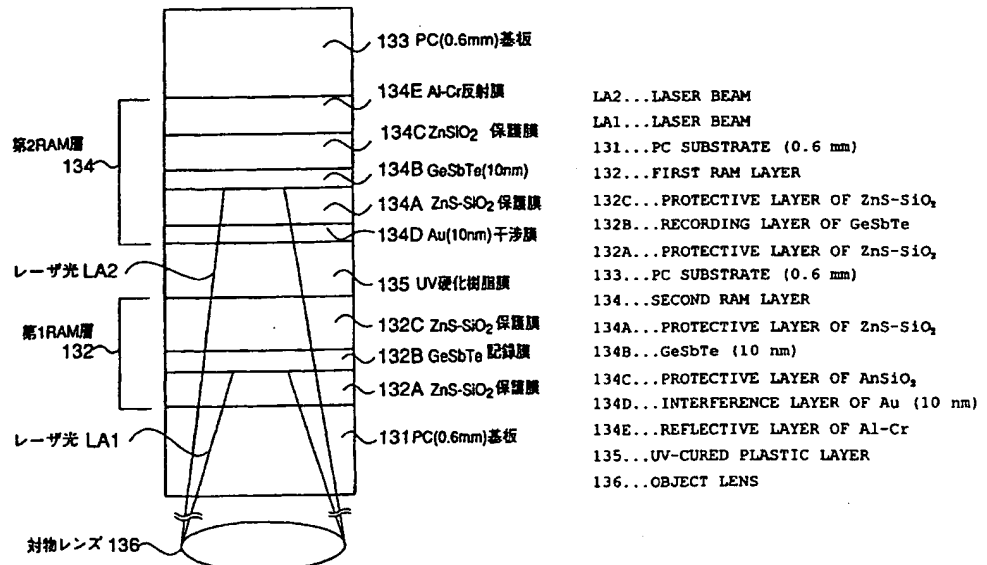 133 PC(0.6mm)基板
134E Al-Cr反射膜
134C ZnSiO₂ 保護膜
第2RAM層
134
134B GeSbTe(10nm)
134A ZnS-SiO₂ 保護膜
134D Au(10nm)干渉膜
レーザ光 LA2
135 UV硬化樹脂膜
第1RAM層
132
132C ZnS-SiO₂ 保護膜
132B GeSbTe 記録膜
132A ZnS-SiO₂ 保護膜
レーザ光 LA1
131 PC(0.6mm)基板
対物レンズ 136
LA2...LASER BEAM
LA1...LASER BEAM
131...PC SUBSTRATE (0.6 mm)
132...FIRST RAM LAYER
132C...PROTECTIVE LAYER OF ZnS-SiO₂
132B...RECORDING LAYER OF GeSbTe
132A...PROTECTIVE LAYER OF ZnS-SiO₂
133...PC SUBSTRATE (0.6 mm)
134...SECOND RAM LAYER
134A...PROTECTIVE LAYER OF ZnS-SiO₂
134B...GeSbTe (10 nm)
134C...PROTECTIVE LAYER OF AnSiO₂
134D...INTERFERENCE LAYER OF Au (10 nm)
134E...REFLECTIVE LAYER OF Al-Cr
135...UV-CURED PLASTIC LAYER
136...OBJECT LENS